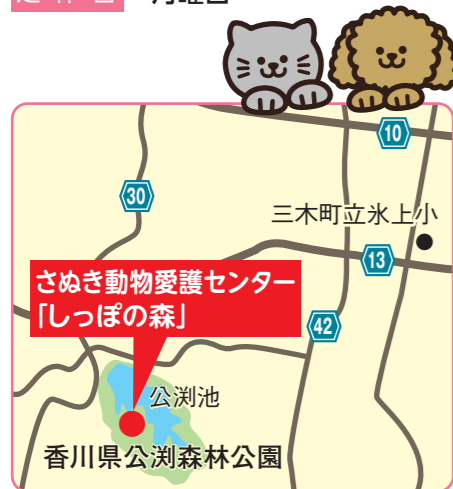 10
30
三木町立氷上小
13
さぬき動物愛護センター
「しっぽの森」
42
公渕池
香川県公渕森林公園